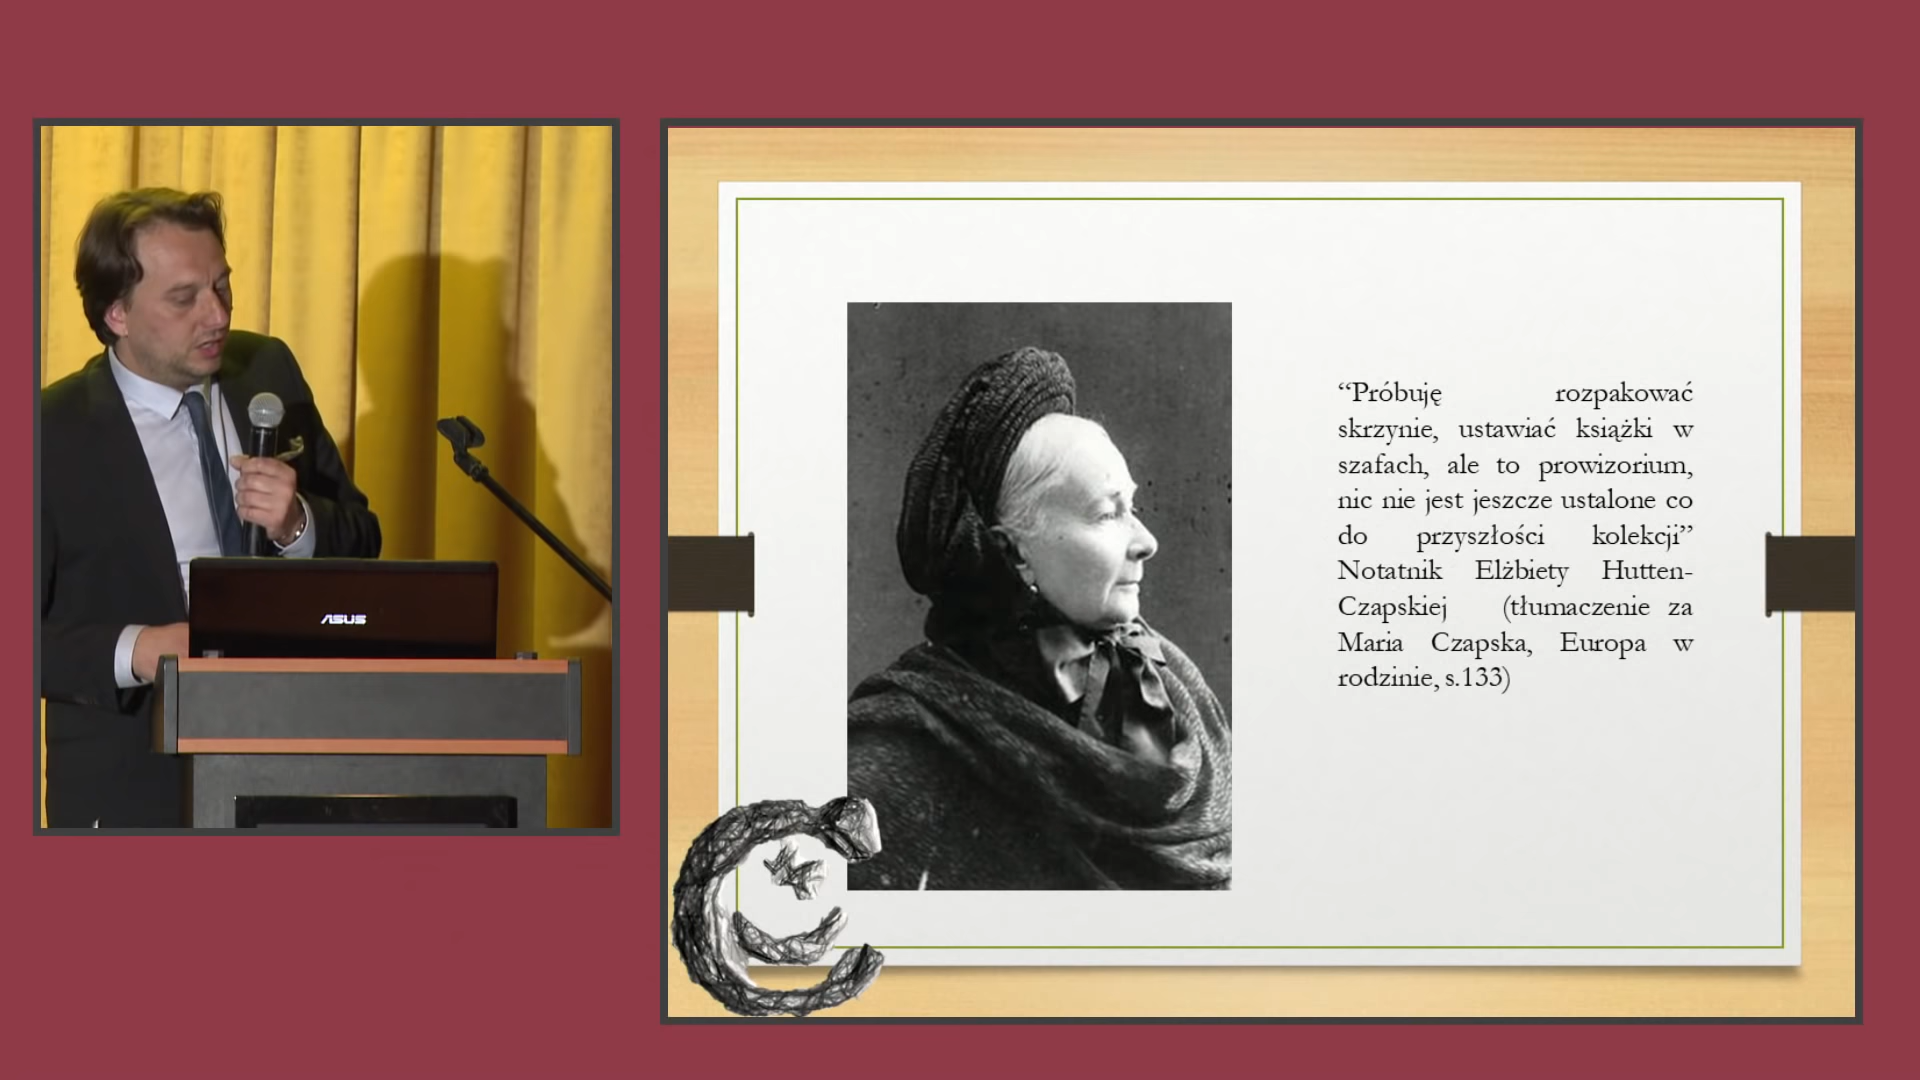 ASUS
“Próbuję rozpakować
skrzynie, ustawiać książki w
szafach, ale to prowizorium,
nic nie jest jeszcze ustalone co
do przyszłości kolekcji”
Notatnik Elżbiety Hutten-
Czapskiej (tłumaczenie za
Maria Czapska, Europa w
rodzinie, s.133)